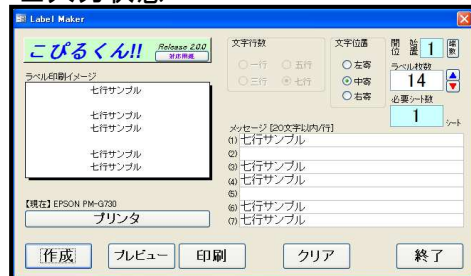 Label Maker
こぴるくん!! Release 2.00
文字行数
文字位置
開始位置 1
一行 五行
三行 七行
左寄
中寄
右寄
ラベル枚数
14
必要シート数
1 シート
ラベル印刷イメージ
七行サンプル
七行サンプル
七行サンプル
七行サンプル
七行サンプル
メッセージ [20文字以内/行]
(1) 七行サンプル
(2)
(3) 七行サンプル
(4) 七行サンプル
(5)
(6) 七行サンプル
(7) 七行サンプル
【現在】EPSON PM-G730
プリンタ
作成 プレビュー 印刷 クリア 終了